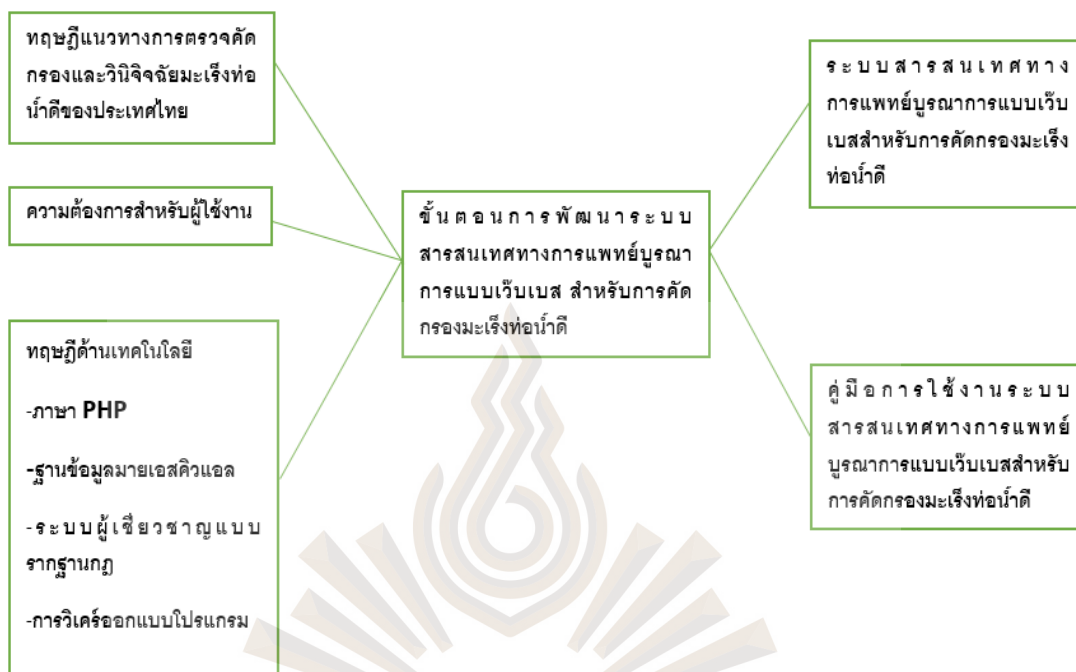 ทฤษฎีแนวทางการตรวจคัด
กรองและวินิจิจฉัยมะเร็งท่อ
น้ำดีของประเทศไทย
ความต้องการสำหรับผู้ใช้งาน
ทฤษฎีด้านเทคโนโลยี
-ภาษา PHP
-ฐานข้อมูลมายเอสคิวแอล
-ระบบผู้เชี่ยวชาญแบบ
รากฐานกฎ
-การวิเคร์ออกแบบโปรแกรม
ขั้นตอนการพัฒนาระบบ
สารสนเทศทางการแพทย์บูรณา
การแบบเว๊บเบส สำหรับการคัด
กรองมะเร็งท่อน้ำดี
ระบบสารสนเทศทาง
การแพทย์บูรณาการแบบเว๊บ
เบสสำหรับการคัดกรองมะเร็ง
ท่อน้ำดี
คู่มือการใช้งานระบบ
สารสนเทศทางการแพทย์
บูรณาการแบบเว๊บเบสสำหรับ
การคัดกรองมะเร็งท่อน้ำดี